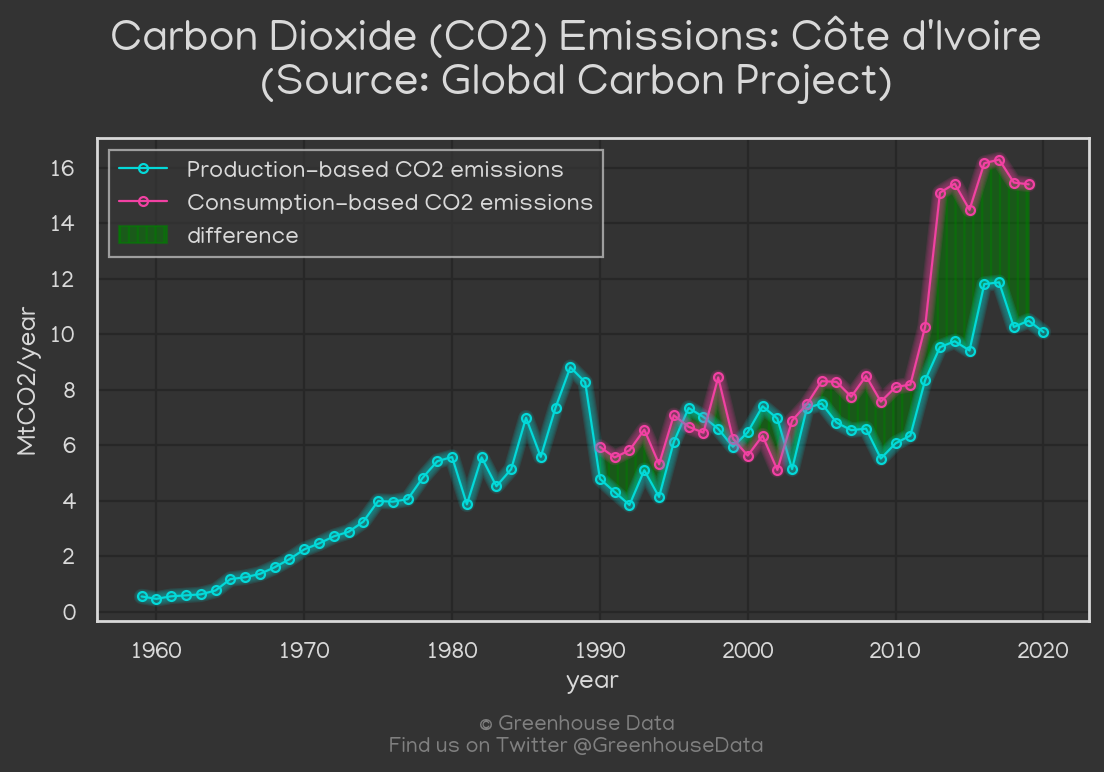 Carbon Dioxide (CO2) Emissions: Côte d'Ivoire
(Source: Global Carbon Project)
Production-based CO2 emissions
Consumption-based CO2 emissions
difference
MtCO2/year
16
14
12
10
8
6
4
2
0
1960 1970 1980 1990 2000 2010 2020
year
© Greenhouse Data
Find us on Twitter @GreenhouseData